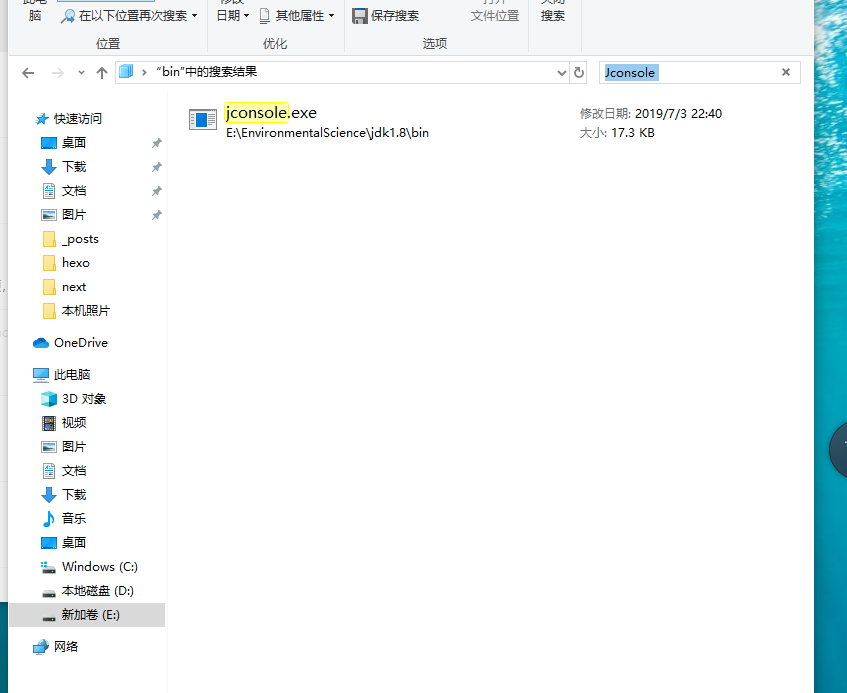 脑
在以下位置再次搜索
位置
日期
其他属性
优化
保存搜索
文件位置
选项
搜索
"bin"中的搜索结果
Jconsole
快速访问
桌面
下载
文档
图片
_posts
hexo
next
本机照片
OneDrive
此电脑
3D 对象
视频
图片
文档
下载
音乐
桌面
Windows (C:)
本地磁盘 (D:)
新加卷 (E:)
网络
jconsole.exe
E:\EnvironmentalScience\jdk1.8\bin
修改日期: 2019/7/3 22:40
大小: 17.3 KB